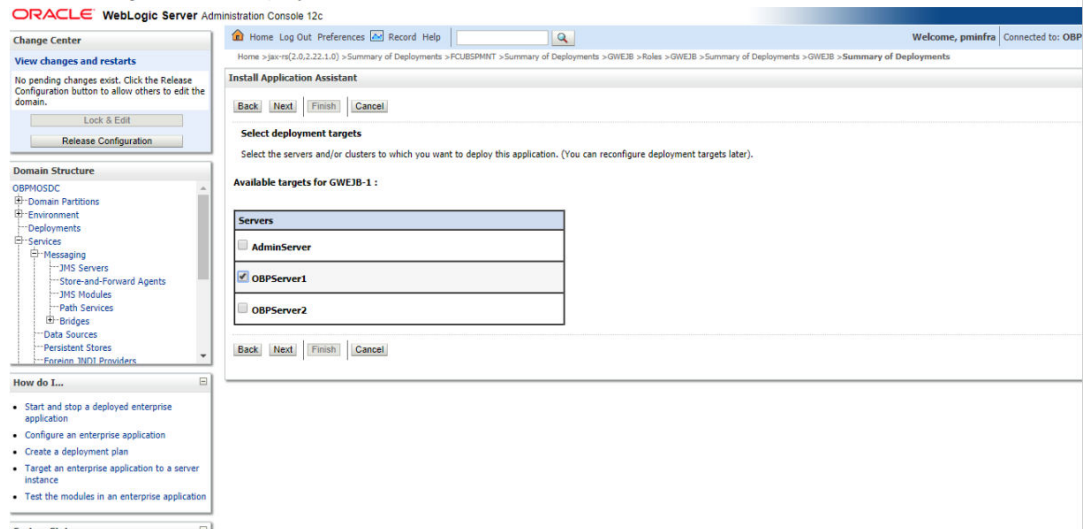 ORACLE WebLogic Server Administration Console 12c
Change Center
View changes and restarts
No pending changes exist. Click the Release
Configuration button to allow others to edit the
domain.
Lock & Edit
Release Configuration
Domain Structure
OBPMOSDC
Domain Partitions
Environment
Deployments
Services
Messaging
JMS Servers
Store-and-Forward Agents
JMS Modules
Path Services
Bridges
Data Sources
Persistent Stores
Foreign JNDI Providers
How do I...
Start and stop a deployed enterprise
application
Configure an enterprise application
Create a deployment plan
Target an enterprise application to a server
instance
Test the modules in an enterprise application
Home Log Out Preferences Record Help
Welcome, pminfra Connected to: OBP
Home >jax-rs(2.0,2.22.1.0) >Summary of Deployments >FCUBSPMNT >Summary of Deployments >GWEJB >Roles >GWEJB >Summary of Deployments >GWEJB >Summary of Deployments
Install Application Assistant
Back Next Finish Cancel
Select deployment targets
Select the servers and/or clusters to which you want to deploy this application. (You can reconfigure deployment targets later).
Available targets for GWEJB-1 :
Servers
AdminServer
OBPServer1
OBPServer2
Back Next Finish Cancel